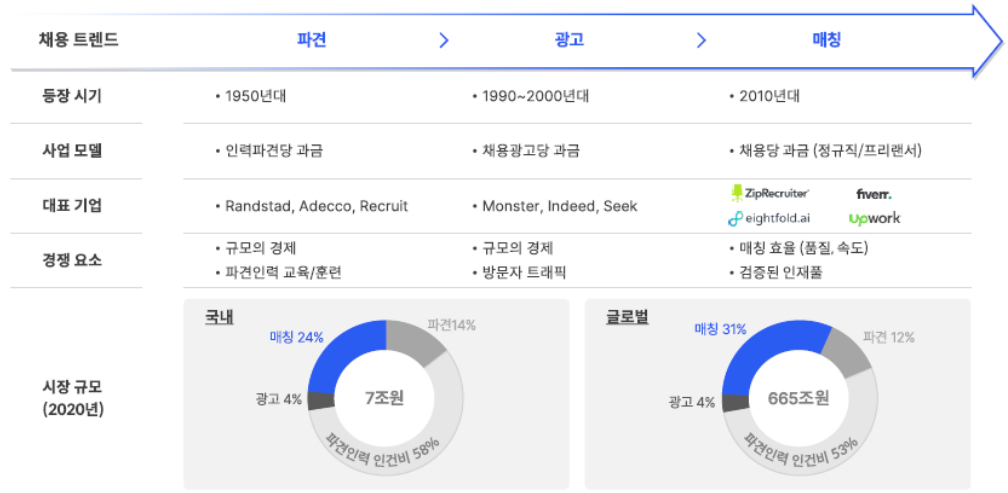 채용 트렌드 파견 > 광고 > 매칭
등장 시기 • 1950년대 • 1990~2000년대 • 2010년대
사업 모델 • 인력파견당 과금 • 채용광고당 과금 • 채용당 과금 (정규직/프리랜서)
대표 기업 • Randstad, Adecco, Recruit • Monster, Indeed, Seek
ZipRecruiter fiverr.
eightfold.ai Upwork
경쟁 요소
• 규모의 경제 • 규모의 경제 • 매칭 효율 (품질, 속도)
• 파견인력 교육/훈련 • 방문자 트래픽 • 검증된 인재풀
시장 규모
(2020년)
국내
매칭 24%
파견14%
광고 4%
7조원
파견인력 인건비 58%
글로벌
매칭 31%
파견 12%
광고 4%
665조원
파견인력 인건비 53%